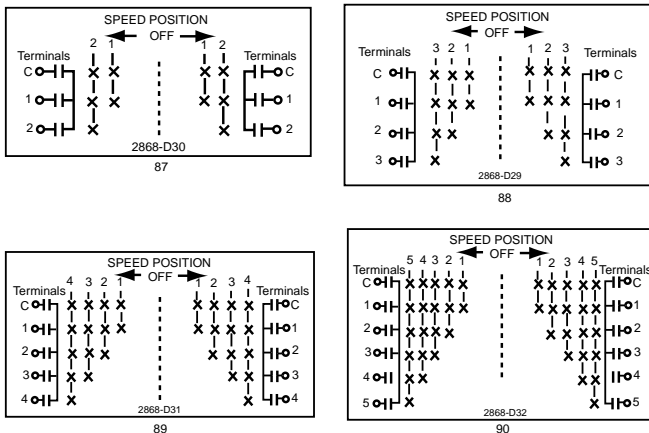 SPEED POSITION
2 1 OFF 1 2
Terminals Terminals
C C
1 1
2 2
2868-D30
87
SPEED POSITION
OFF
3 2 1 1 2 3
Terminals Terminals
C C
1 1
2 2
3 3
2868-D29
88
SPEED POSITION
OFF
4 3 2 1 1 2 3 4
Terminals Terminals
C C
1 1
2 2
3 3
4 4
2868-D31
89
SPEED POSITION
OFF
5 4 3 2 1 1 2 3 4 5
Terminals Terminals
C C
1 1
2 2
3 3
4 4
5 5
2868-D32
90